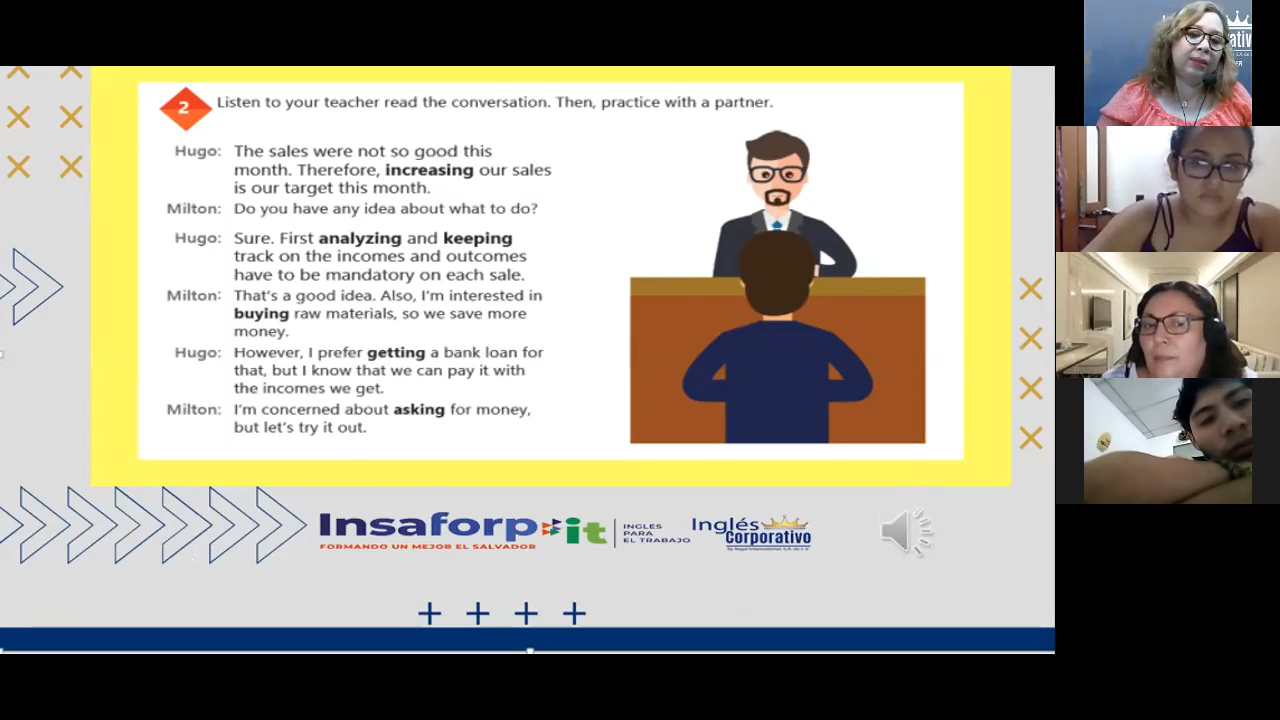 2
Listen to your teacher read the conversation. Then, practice with a partner.
Hugo: The sales were not so good this
month. Therefore, increasing our sales
is our target this month.
Milton: Do you have any idea about what to do?
Hugo: Sure. First analyzing and keeping
track on the incomes and outcomes
have to be mandatory on each sale.
Milton: That's a good idea. Also, I'm interested in
buying raw materials, so we save more
money.
Hugo: However, I prefer getting a bank loan for
that, but I know that we can pay it with
the incomes we get.
Milton: I'm concerned about asking for money,
but let's try it out.
Insaforp it
FORMANDO UN MEJOR EL SALVADOR
INGLÉS
PARA
EL TRABAJO
Inglés
Corporativo